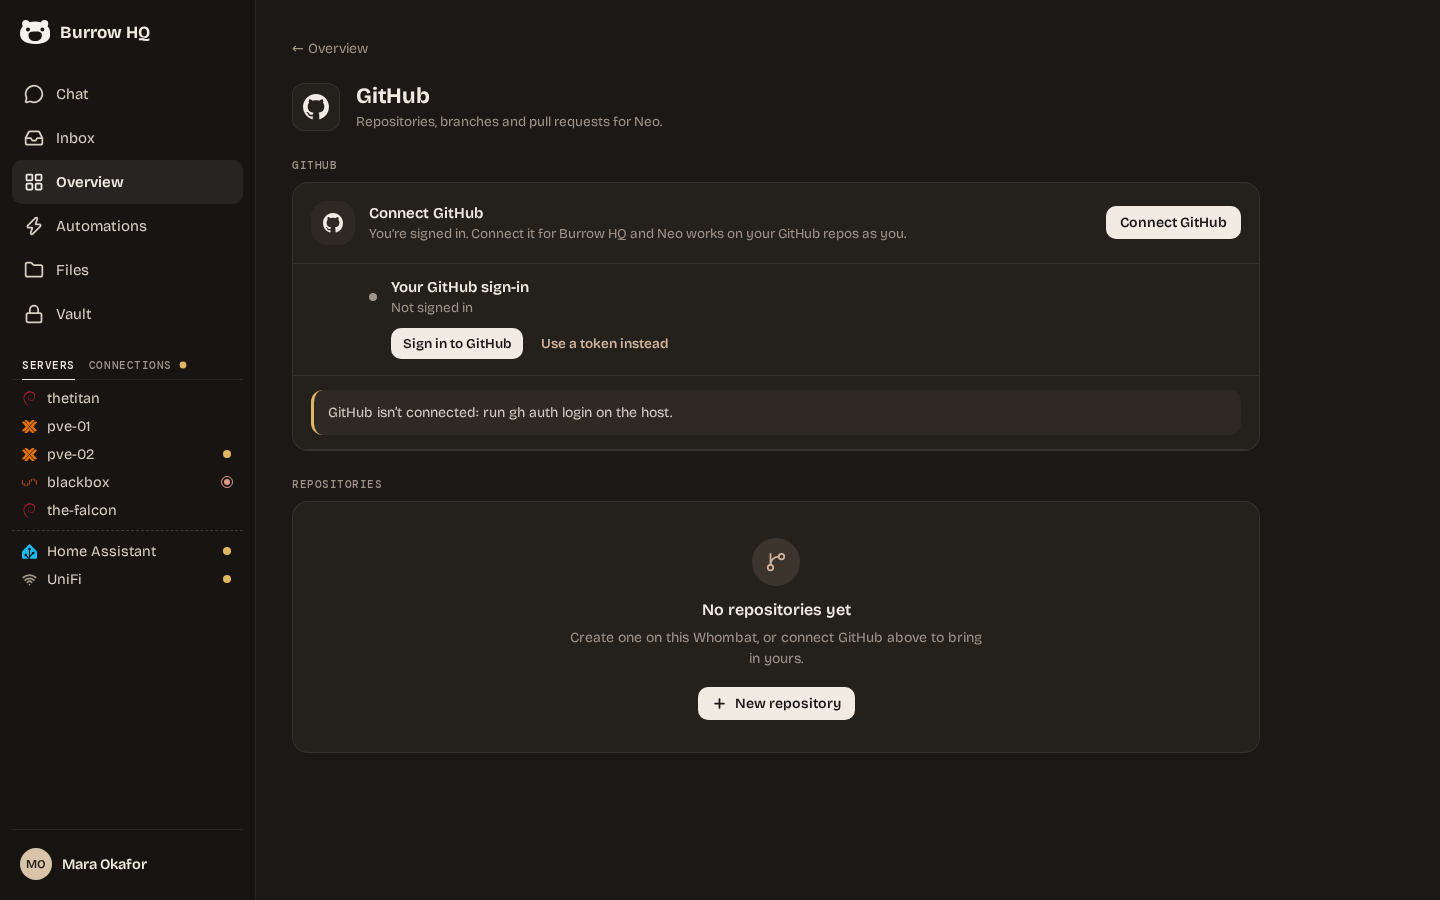 Burrow HQ
Chat
Inbox
Overview
Automations
Files
Vault
SERVERS CONNECTIONS
thetitan
pve-01
pve-02
blackbox
the-falcon
Home Assistant
UniFi
MO Mara Okafor
← Overview
GitHub
Repositories, branches and pull requests for Neo.
GITHUB
Connect GitHub
You're signed in. Connect it for Burrow HQ and Neo works on your GitHub repos as you.
Connect GitHub
Your GitHub sign-in
Not signed in
Sign in to GitHub Use a token instead
GitHub isn't connected: run gh auth login on the host.
REPOSITORIES
No repositories yet
Create one on this Whombat, or connect GitHub above to bring
in yours.
+ New repository